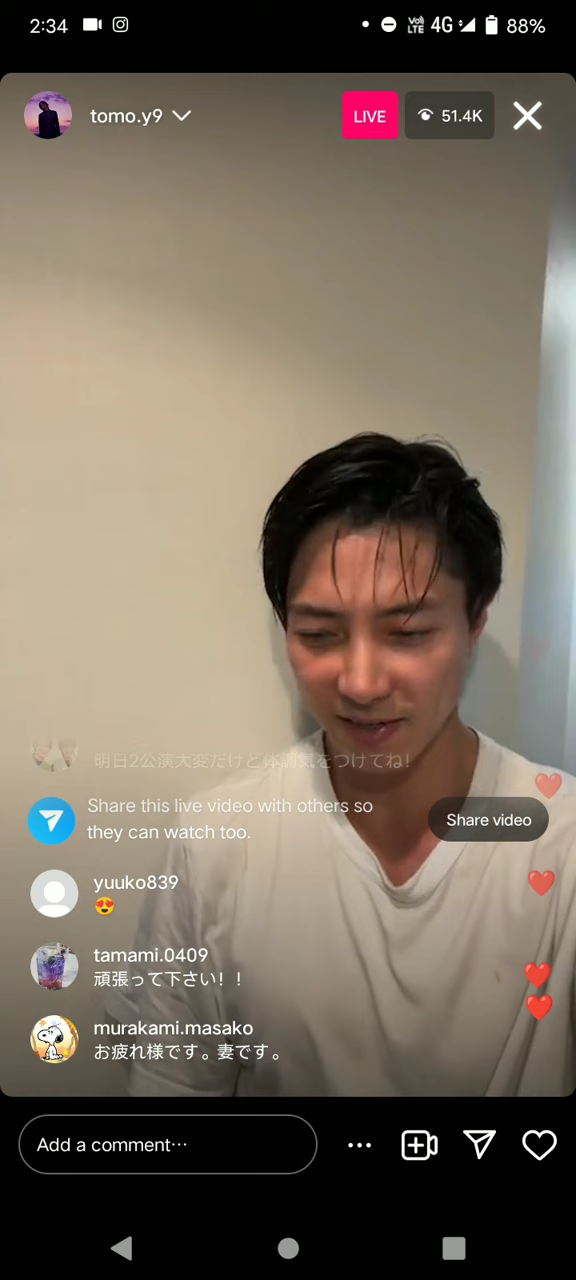 2:34
Vo) LTE 4G 88%
tomo.y9
LIVE 51.4K
明日2公演大変だけど体調気をつけてね!
Share this live video with others so
they can watch too.
Share video
yuuko839
😍
tamami.0409
頑張って下さい!!
murakami.masako
お疲れ様です。妻です。
Add a comment…